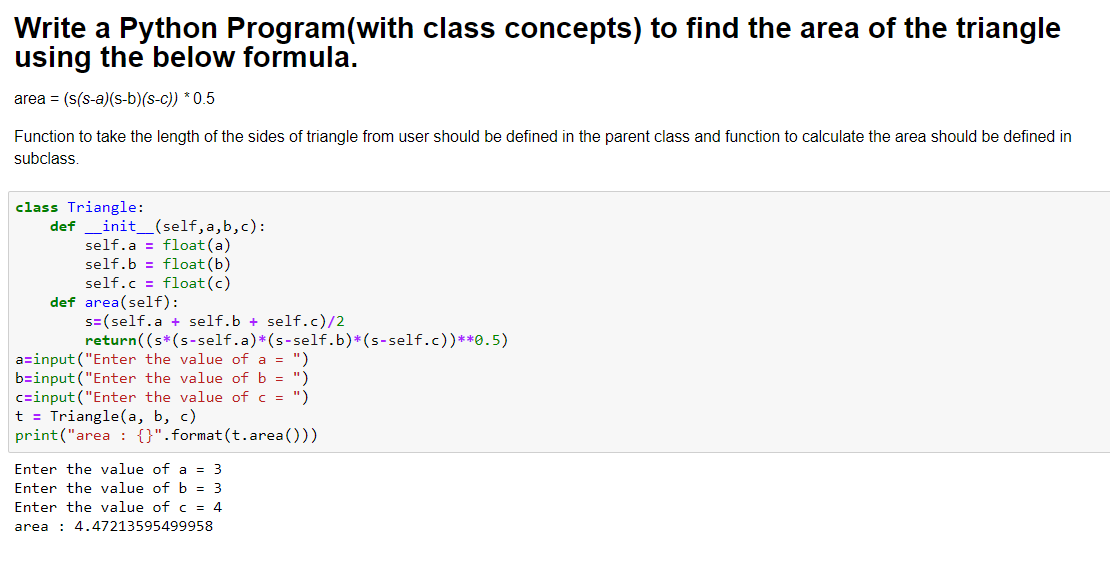 Write a Python Program(with class concepts) to find the area of the triangle
using the below formula.
area = (s(s-a)(s-b)(s-c)) * 0.5
Function to take the length of the sides of triangle from user should be defined in the parent class and function to calculate the area should be defined in
subclass.
class Triangle:
    def __init__(self,a,b,c):
        self.a = float(a)
        self.b = float(b)
        self.c = float(c)
    def area(self):
        s=(self.a + self.b + self.c)/2
        return((s*(s-self.a)*(s-self.b)*(s-self.c))**0.5)
a=input("Enter the value of a = ")
b=input("Enter the value of b = ")
c=input("Enter the value of c = ")
t = Triangle(a, b, c)
print("area : {}".format(t.area()))
Enter the value of a = 3
Enter the value of b = 3
Enter the value of c = 4
area : 4.47213595499958